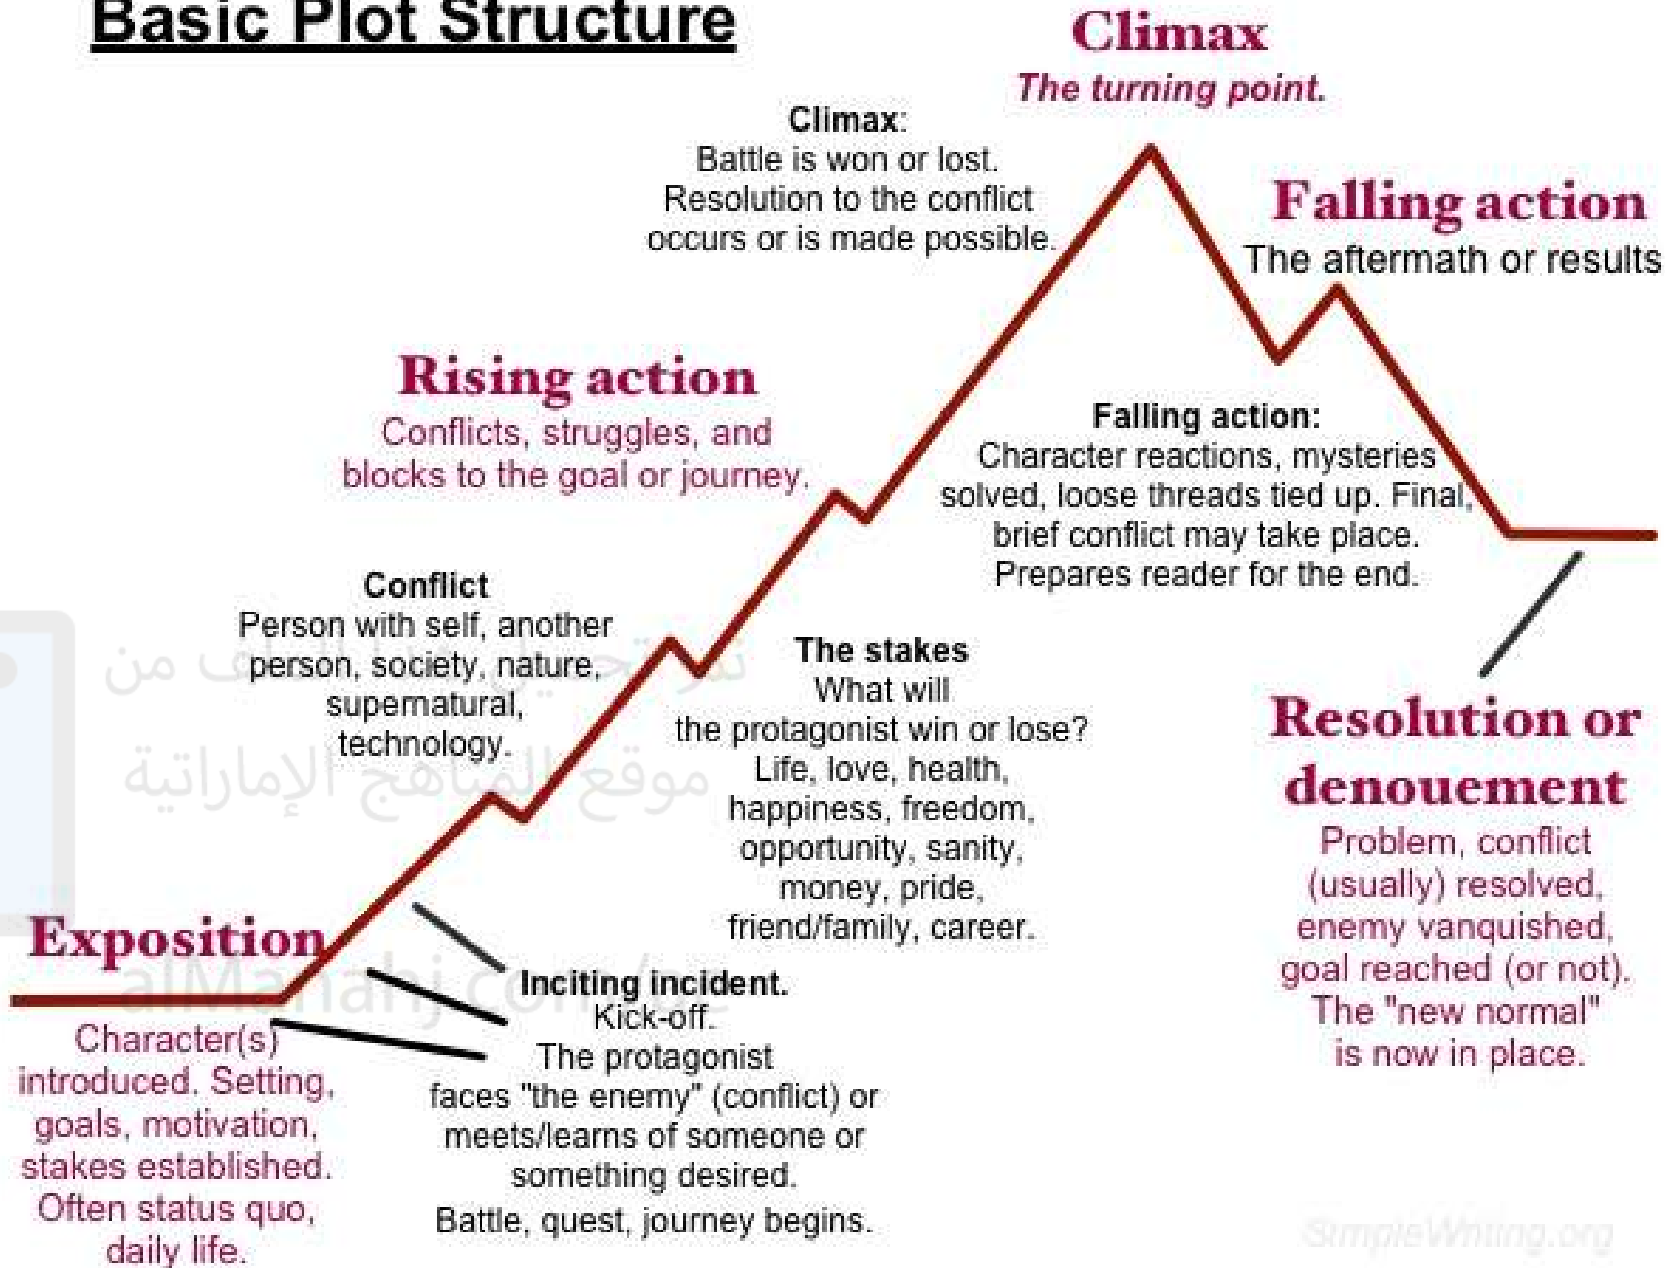 Basic Plot Structure
Climax
The turning point.
Climax:
Battle is won or lost.
Resolution to the conflict
occurs or is made possible.
Falling action
The aftermath or results
Rising action
Conflicts, struggles, and
blocks to the goal or journey.
Falling action:
Character reactions, mysteries
solved, loose threads tied up. Final,
brief conflict may take place.
Prepares reader for the end.
Conflict
Person with self, another
person, society, nature,
supernatural,
technology.
The stakes
What will
the protagonist win or lose?
Life, love, health,
happiness, freedom,
opportunity, sanity,
money, pride,
friend/family, career.
Resolution or
denouement
Problem, conflict
(usually) resolved,
enemy vanquished,
goal reached (or not).
The "new normal"
is now in place.
Exposition
Character(s)
introduced. Setting,
goals, motivation,
stakes established.
Often status quo,
daily life.
Inciting incident.
Kick-off.
The protagonist
faces "the enemy" (conflict) or
meets/learns of someone or
something desired.
Battle, quest, journey begins.
موقع المناهج الإماراتية
SimpleWriting.org